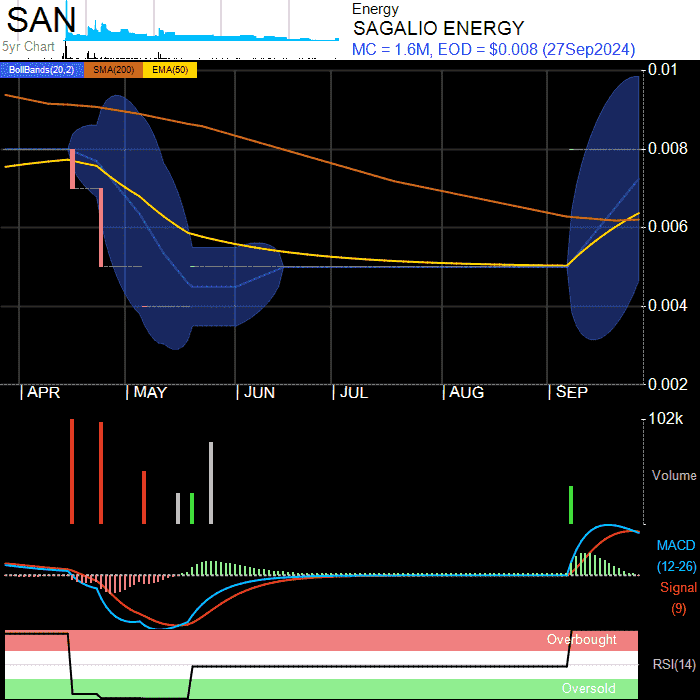 SAN
5yr Chart
Energy
SAGALIO ENERGY
MC = 1.6M, EOD = $0.008 (27Sep2024)
BollBands(20,2) SMA(200) EMA(50)
0.01
0.008
0.006
0.004
0.002
|APR |MAY |JUN |JUL |AUG |SEP
102k
Volume
MACD
(12-26)
Signal
(9)
Overbought
RSI(14)
Oversold